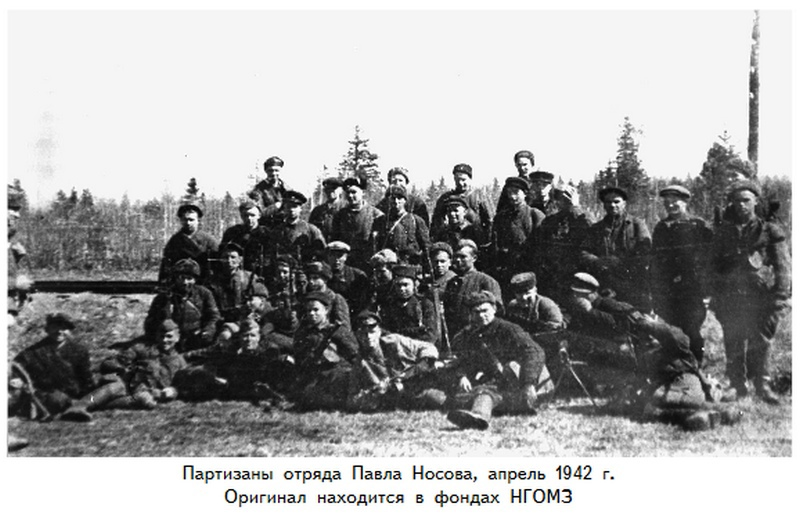 Партизаны отряда Павла Носова, апрель 1942 г.
Оригинал находится в фондах НГОМЗ